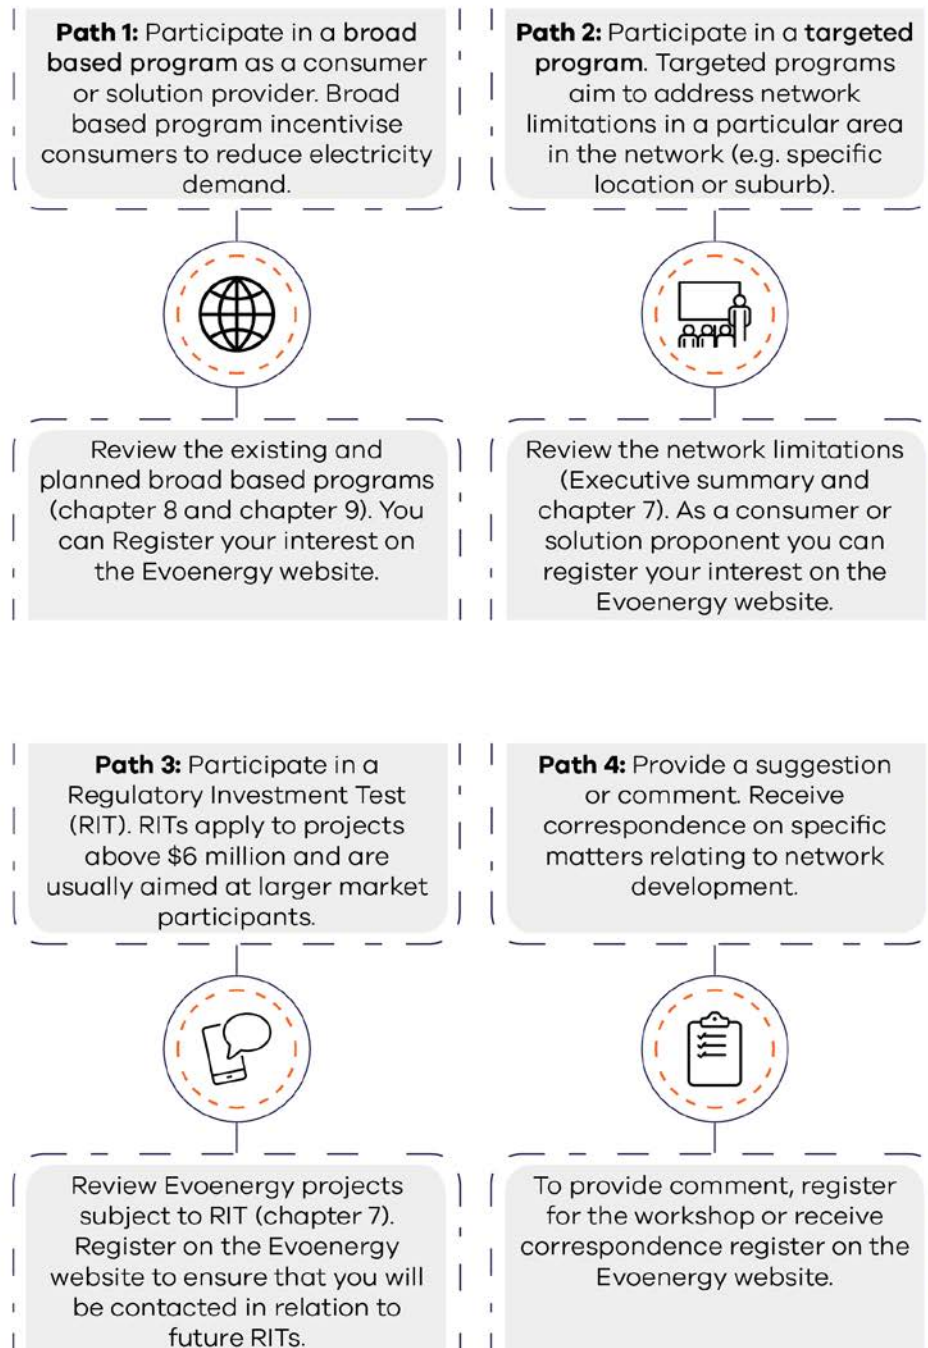 Path 1: Participate in a broad
based program as a consumer
or solution provider. Broad
based program incentivise
consumers to reduce electricity
demand.
Path 2: Participate in a targeted
program. Targeted programs
aim to address network
limitations in a particular area
in the network (e.g. specific
location or suburb).
Review the existing and
planned broad based programs
(chapter 8 and chapter 9). You
can Register your interest on
the Evoenergy website.
Review the network limitations
(Executive summary and
chapter 7). As a consumer or
solution proponent you can
register your interest on the
Evoenergy website.
Path 3: Participate in a
Regulatory Investment Test
(RIT). RITs apply to projects
above $6 million and are
usually aimed at larger market
participants.
Path 4: Provide a suggestion
or comment. Receive
correspondence on specific
matters relating to network
development.
Review Evoenergy projects
subject to RIT (chapter 7).
Register on the Evoenergy
website to ensure that you will
be contacted in relation to
future RITs.
To provide comment, register
for the workshop or receive
correspondence register on the
Evoenergy website.